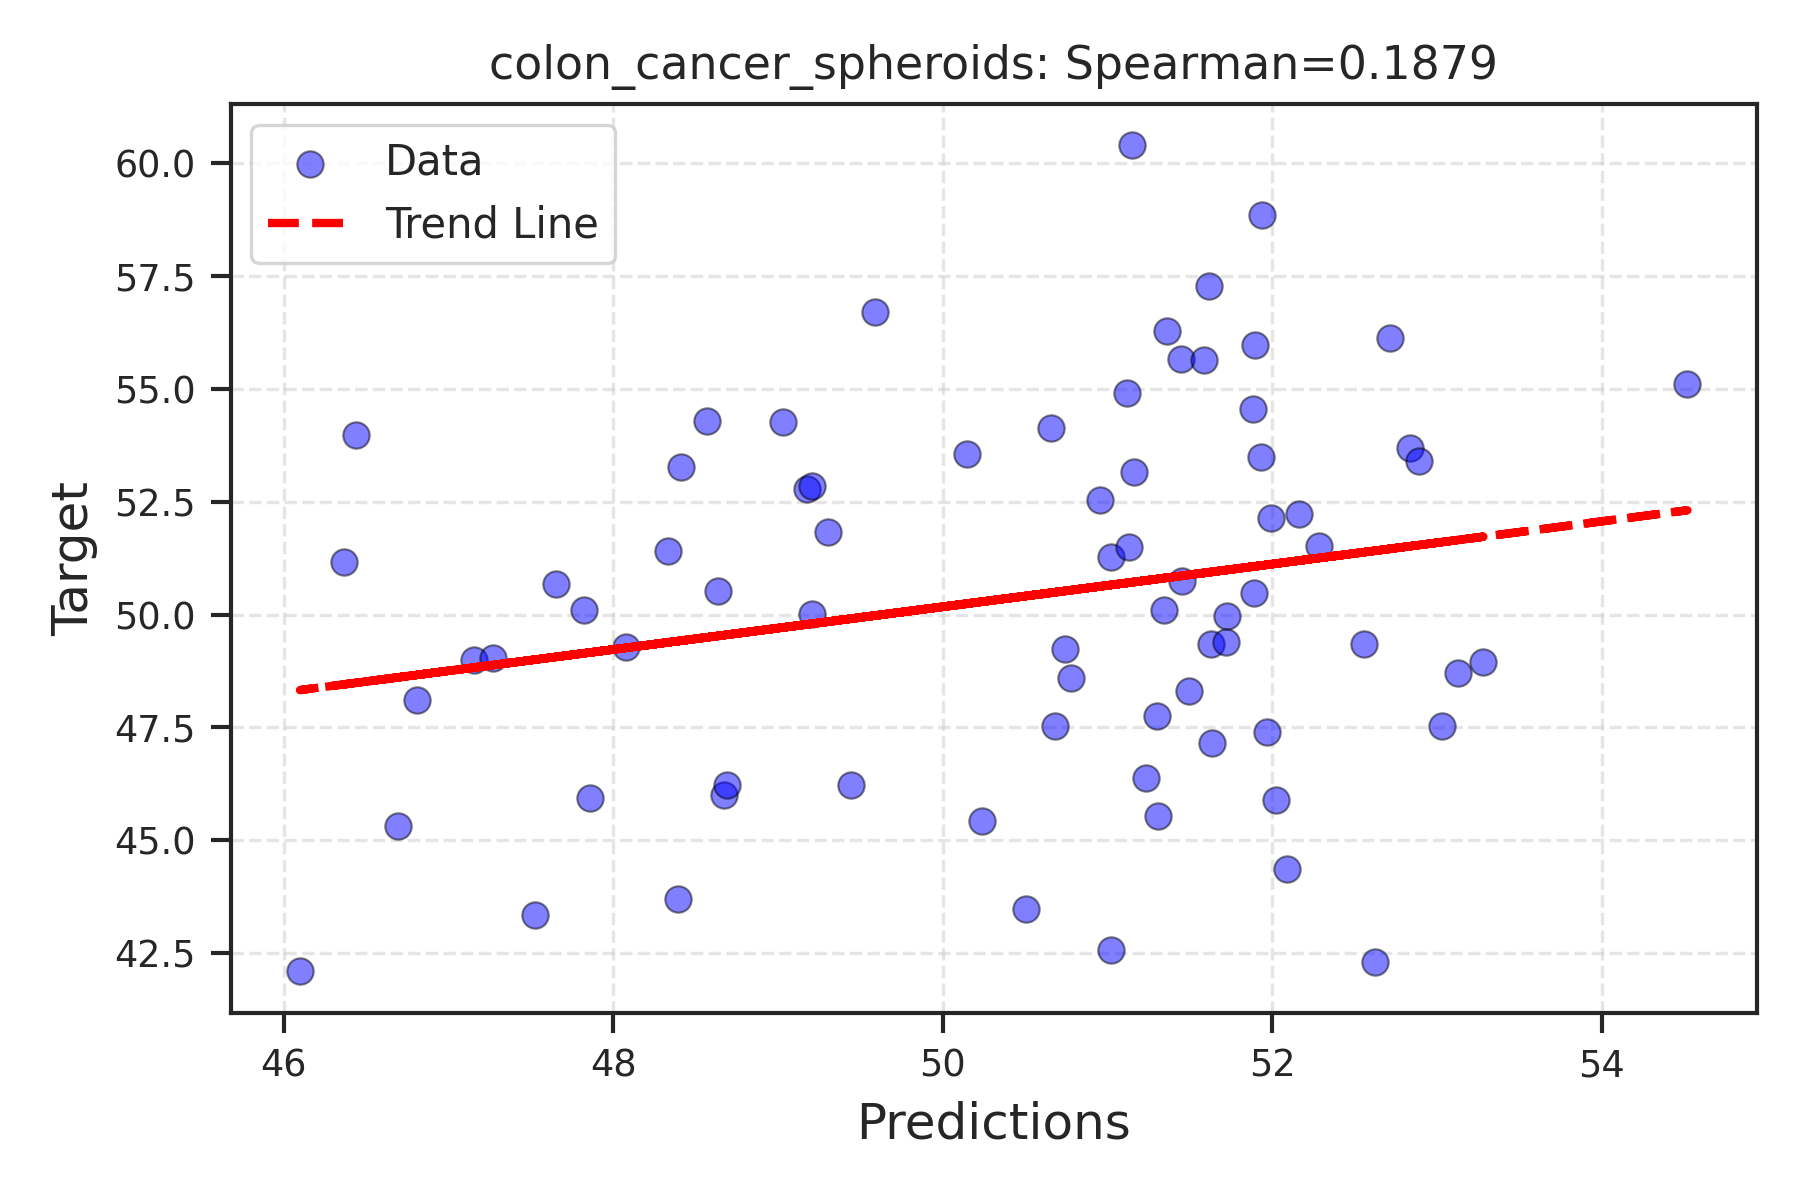 colon_cancer_spheroids: Spearman=0.1879
Data
Trend Line
60.0
57.5
55.0
52.5
50.0
47.5
45.0
42.5
Target
46
48
50
52
54
Predictions